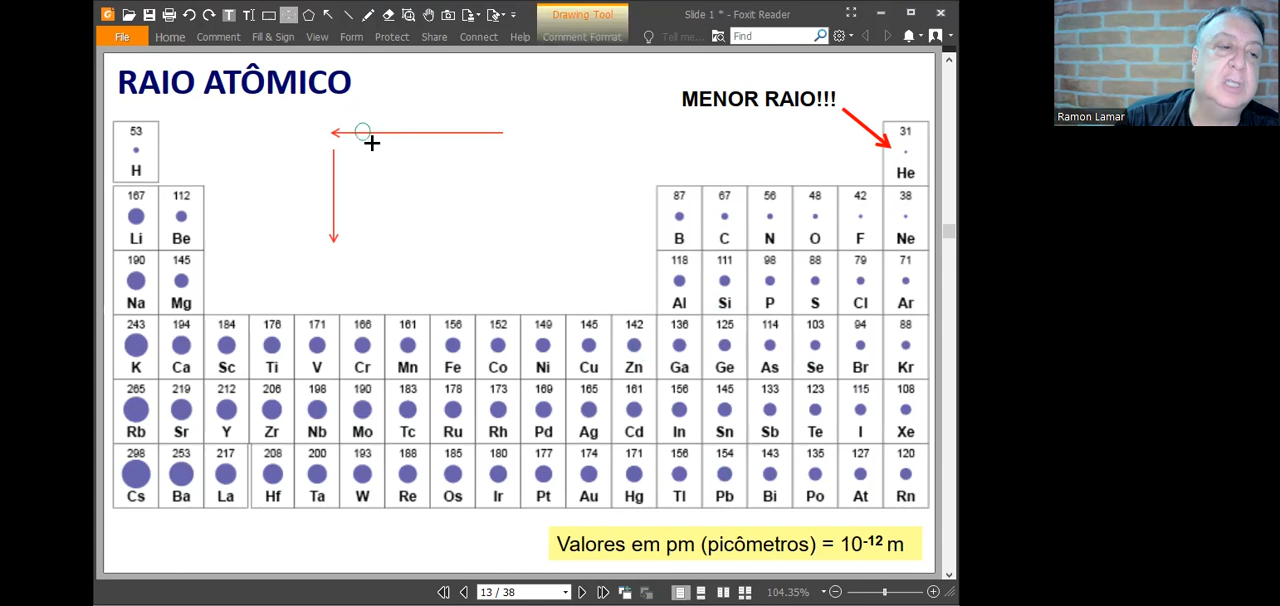 Drawing Tool
Slide 1 * - Foxit Reader
File Home Comment Fill & Sign View Form Protect Share Connect Help Comment Format Tell me... Find
RAIO ATÔMICO
MENOR RAIO!!!
53 31
H He
167 112 87 67 56 48 42 38
Li Be B C N O F Ne
190 145 118 111 98 88 79 71
Na Mg Al Si P S Cl Ar
243 194 184 176 171 166 161 156 152 149 145 142 136 125 114 103 94 88
K Ca Sc Ti V Cr Mn Fe Co Ni Cu Zn Ga Ge As Se Br Kr
265 219 212 206 198 190 183 178 173 169 165 161 156 145 133 123 115 108
Rb Sr Y Zr Nb Mo Tc Ru Rh Pd Ag Cd In Sn Sb Te I Xe
298 253 217 208 200 193 188 185 180 177 174 171 156 154 143 135 127 120
Cs Ba La Hf Ta W Re Os Ir Pt Au Hg Tl Pb Bi Po At Rn
Valores em pm (picômetros) = 10⁻¹² m
13 / 38
104.35%
Ramon Lamar